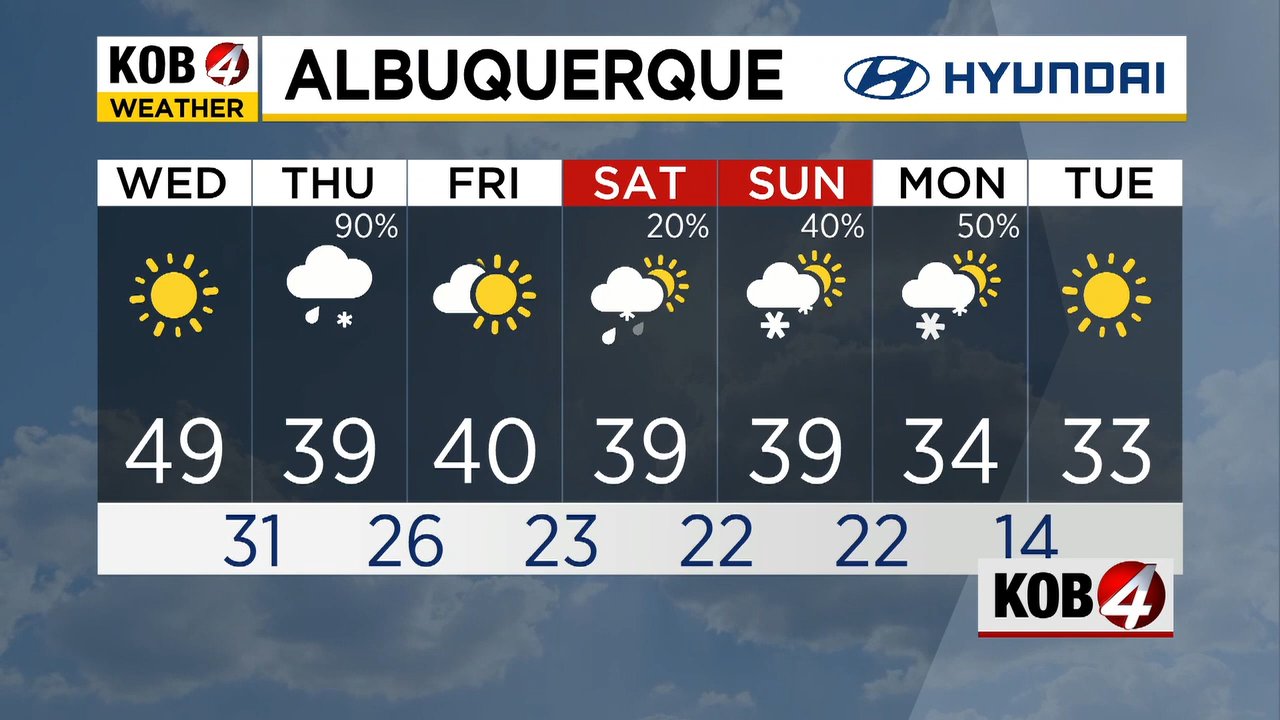 KOB 4
WEATHER
ALBUQUERQUE
HYUNDAI
WED THU FRI SAT SUN MON TUE
90% 20% 40% 50%
49 39 40 39 39 34 33
31 26 23 22 22 14
KOB 4